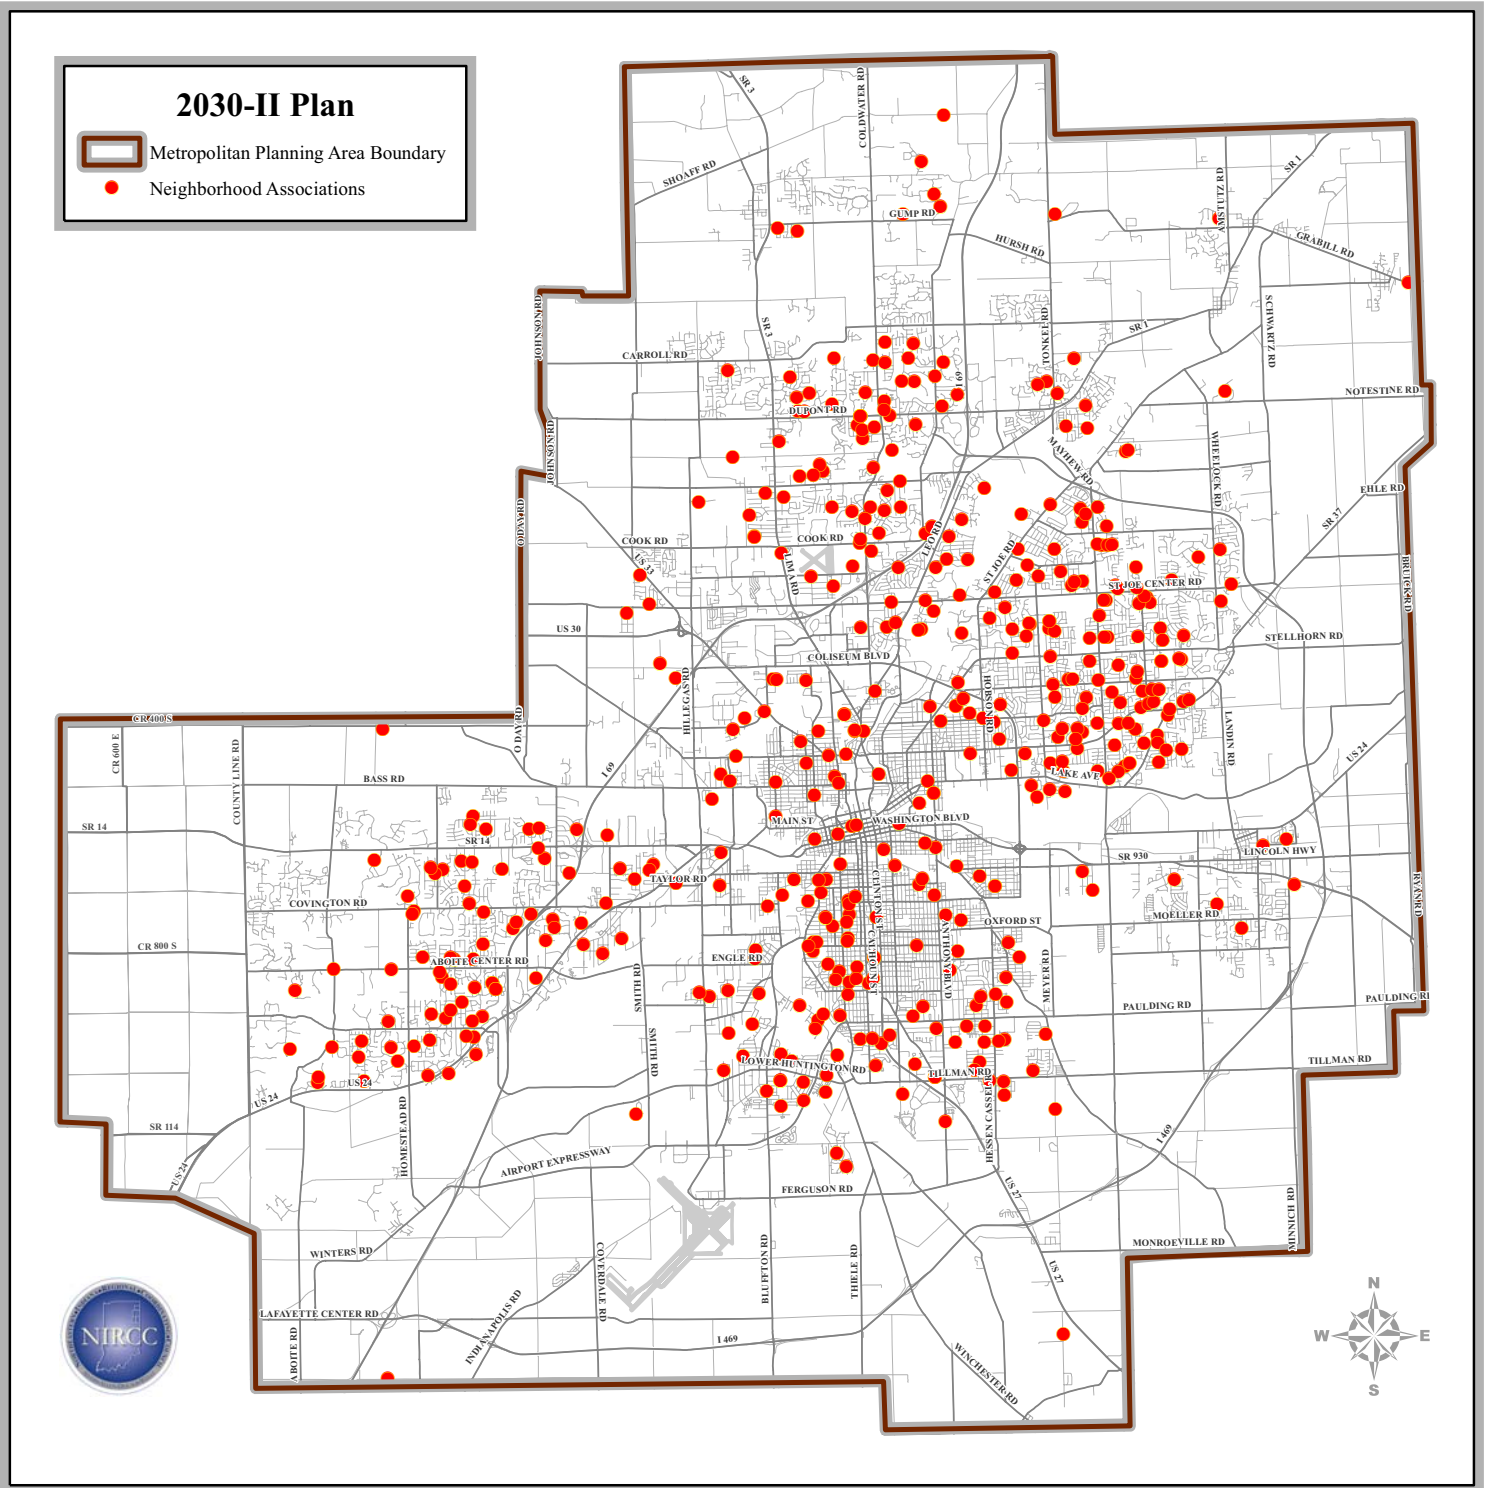 2030-II Plan
Metropolitan Planning Area Boundary
Neighborhood Associations
SR 3
COLDWATER RD
SHOAFF RD
GUMP RD
HURSH RD
AMSTUTZ RD
SR 1
GRABILL RD
JOHNSON RD
SR 3
CARROLL RD
TONKEL RD
SR 1
SCHWARTZ RD
I 69
NOTESTINE RD
DUPONT RD
JOHNSON RD
MAYHEW RD
WHEELOCK RD
EHLE RD
SR 37
O DAY RD
COOK RD
COOK RD
US 33
LIMA RD
LEO RD
ST JOE RD
ST JOE CENTER RD
BRUICK RD
US 30
STELLHORN RD
COLISEUM BLVD
HILLEGAS RD
HOBSON RD
CR 400 S
O DAY RD
LANDIN RD
CR 600 E
COUNTY LINE RD
US 24
BASS RD
I 69
LAKE AVE
SR 14
MAIN ST
WASHINGTON BLVD
SR 14
LINCOLN HWY
SR 930
TAYLOR RD
COVINGTON RD
CLINTON ST
RYAN RD
MOELLER RD
OXFORD ST
CR 800 S
ENGLE RD
ABOITE CENTER RD
CALHOUN ST
ANTHONY BLVD
MEYER RD
SMITH RD
PAULDING RD
PAULDING RD
SMITH RD
LOWER HUNTINGTON RD
TILLMAN RD
TILLMAN RD
US 24
US 24
HESSEN CASSEL R
SR 114
HOMESTEAD RD
I 469
US 24
AIRPORT EXPRESSWAY
FERGUSON RD
US 27
MINNICH RD
WINTERS RD
COVERDALE RD
BLUFFTON RD
THIELE RD
MONROEVILLE RD
US 27
LAFAYETTE CENTER RD
INDIANAPOLIS RD
I 469
ABOITE RD
WINCHESTER RD
NIRCC
N
W
E
S